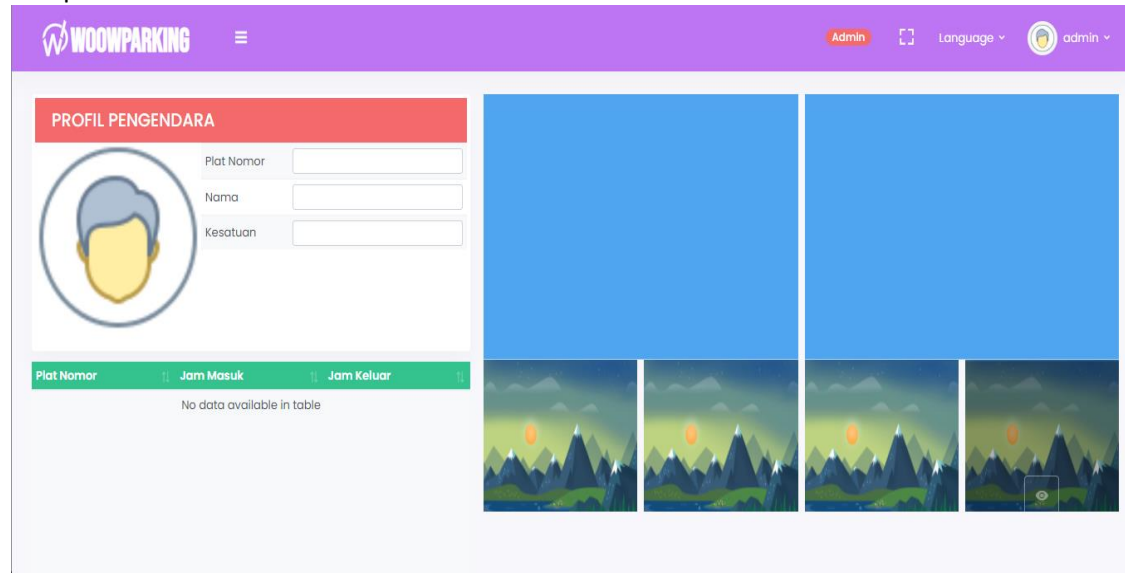 WOOWPARKING
Admin
Language
admin
PROFIL PENGENDARA
Plat Nomor
Nama
Kesatuan
Plat Nomor Jam Masuk Jam Keluar
No data available in table